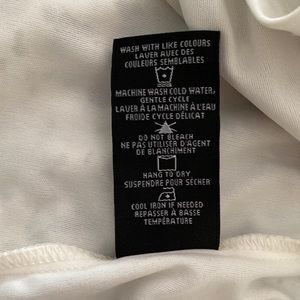 WASH WITH LIKE COLOURS
LAVER AVEC DES
COULEURS SEMBLABLES
MACHINE WASH COLD WATER,
GENTLE CYCLE
LAVER À LA MACHINE À L'EAU
FROIDE CYCLE DÉLICAT
DO NOT BLEACH
NE PAS UTILISER D'AGENT
DE BLANCHIMENT
HANG TO DRY
SUSPENDRE POUR SÉCHER
COOL IRON IF NEEDED
REPASSER À BASSE
TEMPÉRATURE